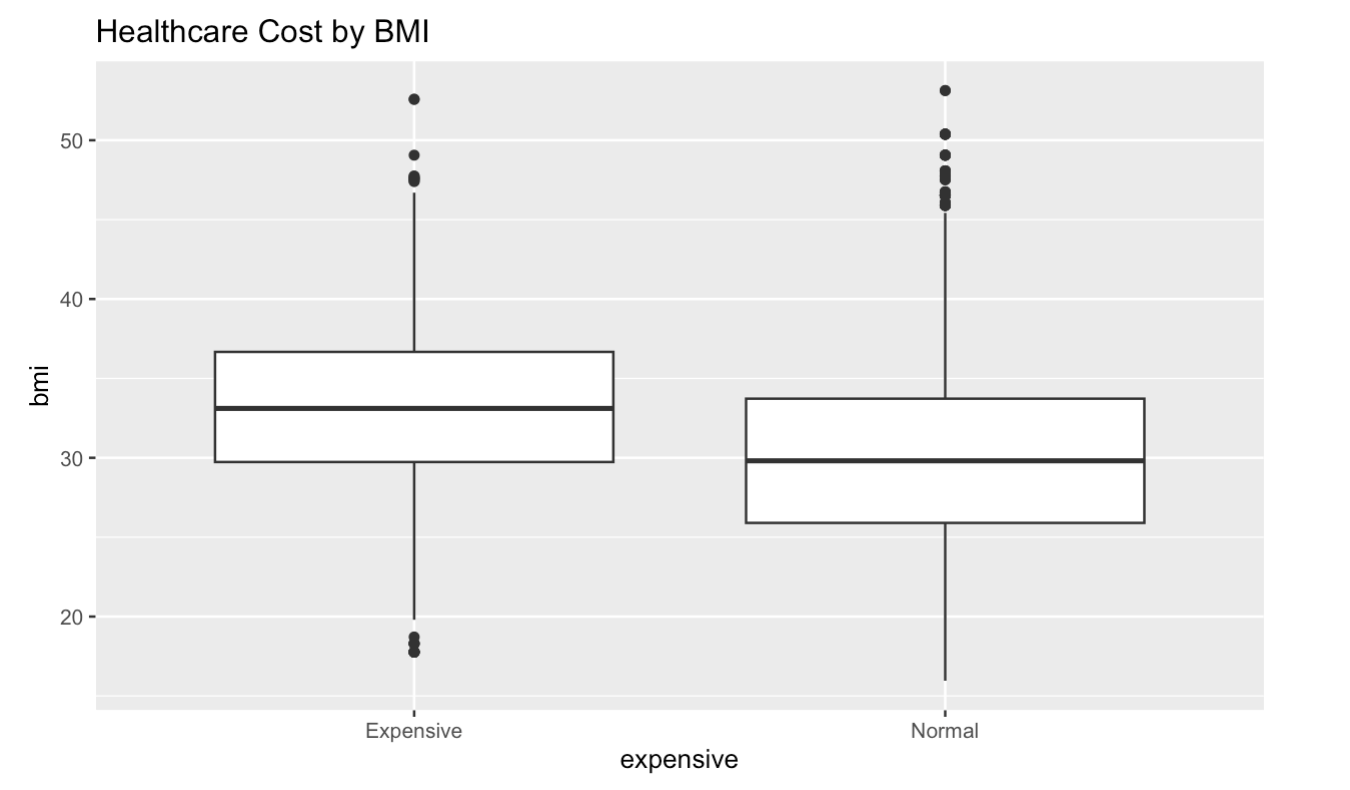 Healthcare Cost by BMI
bmi
50
40
30
20
Expensive
Normal
expensive